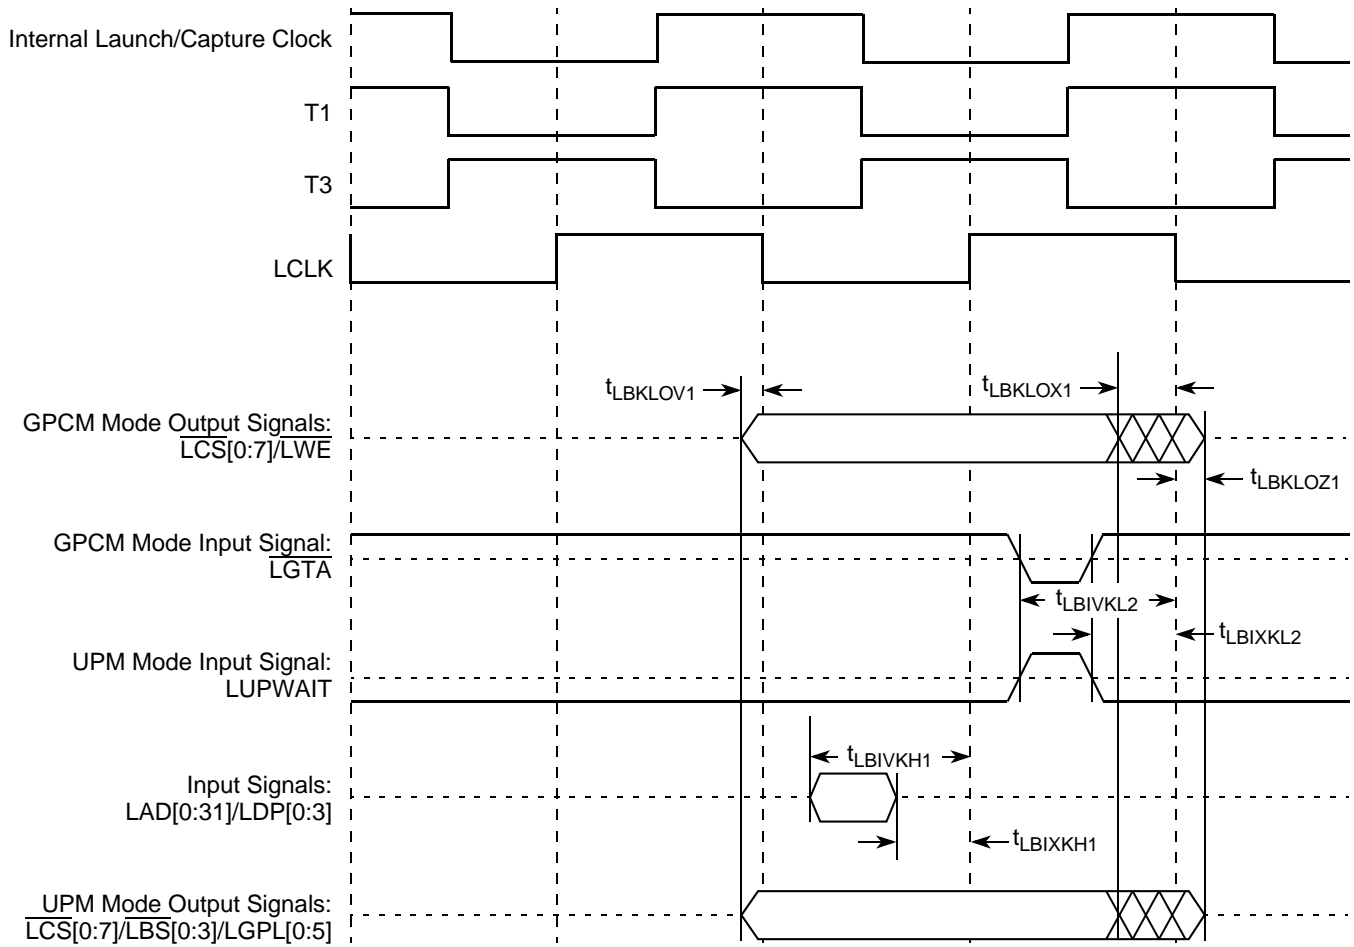 Internal Launch/Capture Clock
T1
T3
LCLK
tLBKLOV1
tLBKLOX1
GPCM Mode Output Signals:
LCS[0:7]/LWE
tLBKLOZ1
GPCM Mode Input Signal:
LGTA
tLBIVKL2
tLBIXKL2
UPM Mode Input Signal:
LUPWAIT
tLBIVKH1
Input Signals:
LAD[0:31]/LDP[0:3]
tLBIXKH1
UPM Mode Output Signals:
LCS[0:7]/LBS[0:3]/LGPL[0:5]